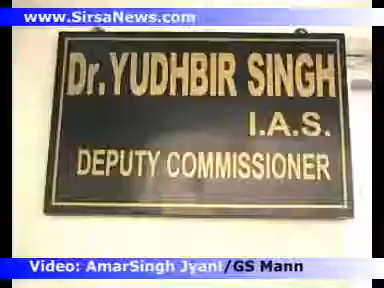 www.SirsaNews.com
Dr. YUDHBIR SINGH
I.A.S.
DEPUTY COMMISSIONER
Video: AmarSingh Jyani/GS Mann